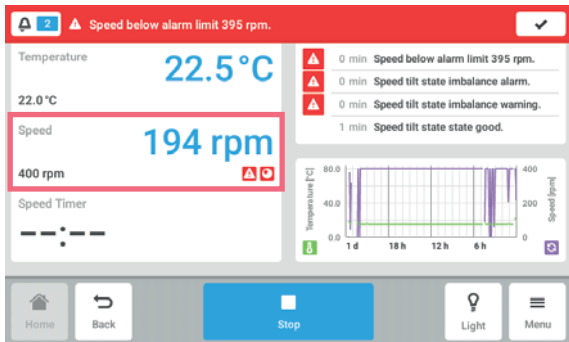 2 Speed below alarm limit 395 rpm.
Temperature
22.5°C
22.0°C
Speed
194 rpm
400 rpm
Speed Timer
--:--
0 min Speed below alarm limit 395 rpm.
0 min Speed tilt state imbalance alarm.
0 min Speed tilt state imbalance warning.
1 min Speed tilt state state good.
Temperature [°C]
80.0
40.0
0.0
1 d 18 h 12 h 6 h
400
200
0
Speed [rpm]
Home
Back
Stop
Light
Menu